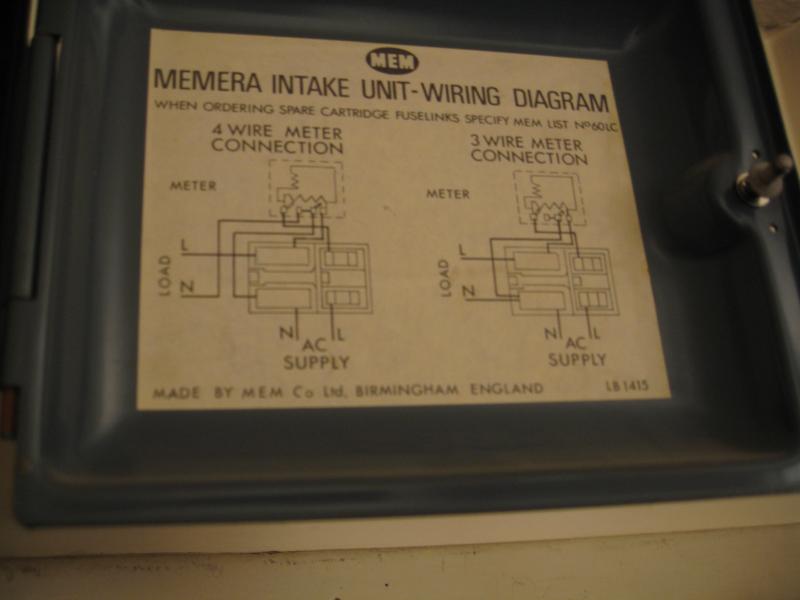 MEM
MEMERA INTAKE UNIT-WIRING DIAGRAM
WHEN ORDERING SPARE CARTRIDGE FUSELINKS SPECIFY MEM LIST Nº60LC
4 WIRE METER
CONNECTION
METER
L
LOAD
N
N
L
AC
SUPPLY
3 WIRE METER
CONNECTION
METER
L
LOAD
N
N
L
AC
SUPPLY
MADE BY MEM Co Ltd, BIRMINGHAM ENGLAND
LB1415